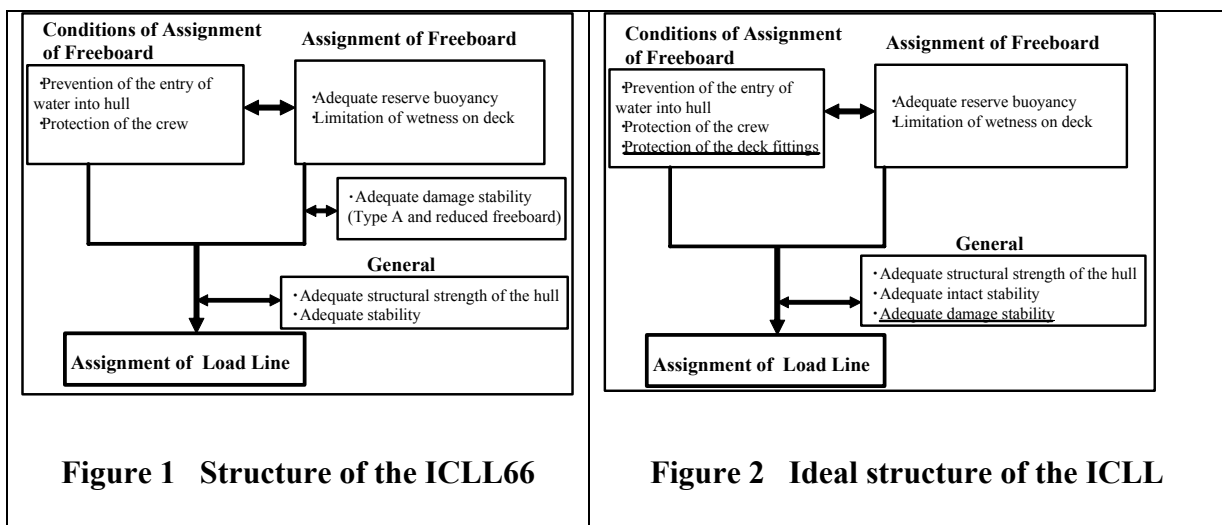 Conditions of Assignment
of Freeboard
Assignment of Freeboard
·Prevention of the entry of
water into hull
·Protection of the crew
·Adequate reserve buoyancy
·Limitation of wetness on deck
·Adequate damage stability
(Type A and reduced freeboard)
General
·Adequate structural strength of the hull
·Adequate stability
Assignment of Load Line
Figure 1 Structure of the ICLL66
Conditions of Assignment
of Freeboard
Assignment of Freeboard
·Prevention of the entry of
water into hull
·Protection of the crew
·Protection of the deck fittings
·Adequate reserve buoyancy
·Limitation of wetness on deck
General
·Adequate structural strength of the hull
·Adequate intact stability
·Adequate damage stability
Assignment of Load Line
Figure 2 Ideal structure of the ICLL